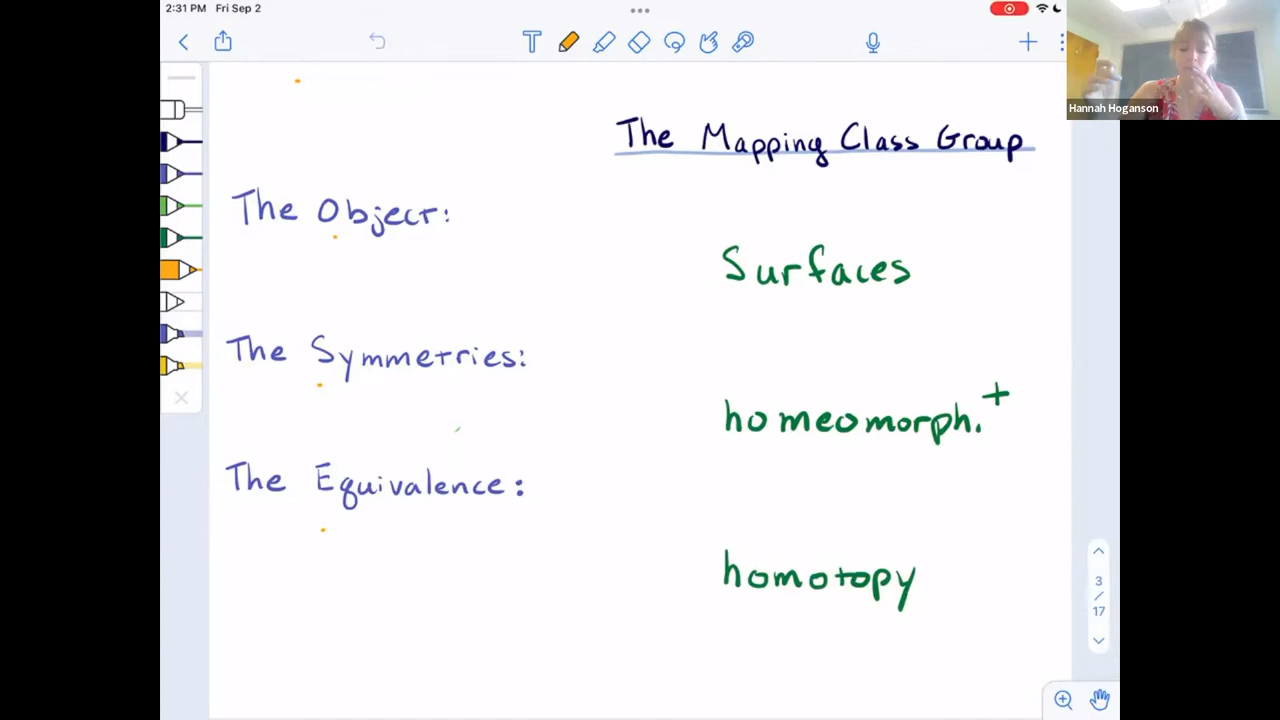 2:31 PM Fri Sep 2
Hannah Hoganson
The Mapping Class Group
The Object:
Surfaces
The Symmetries:
homeomorph.+
The Equivalence:
homotopy
3
/
17